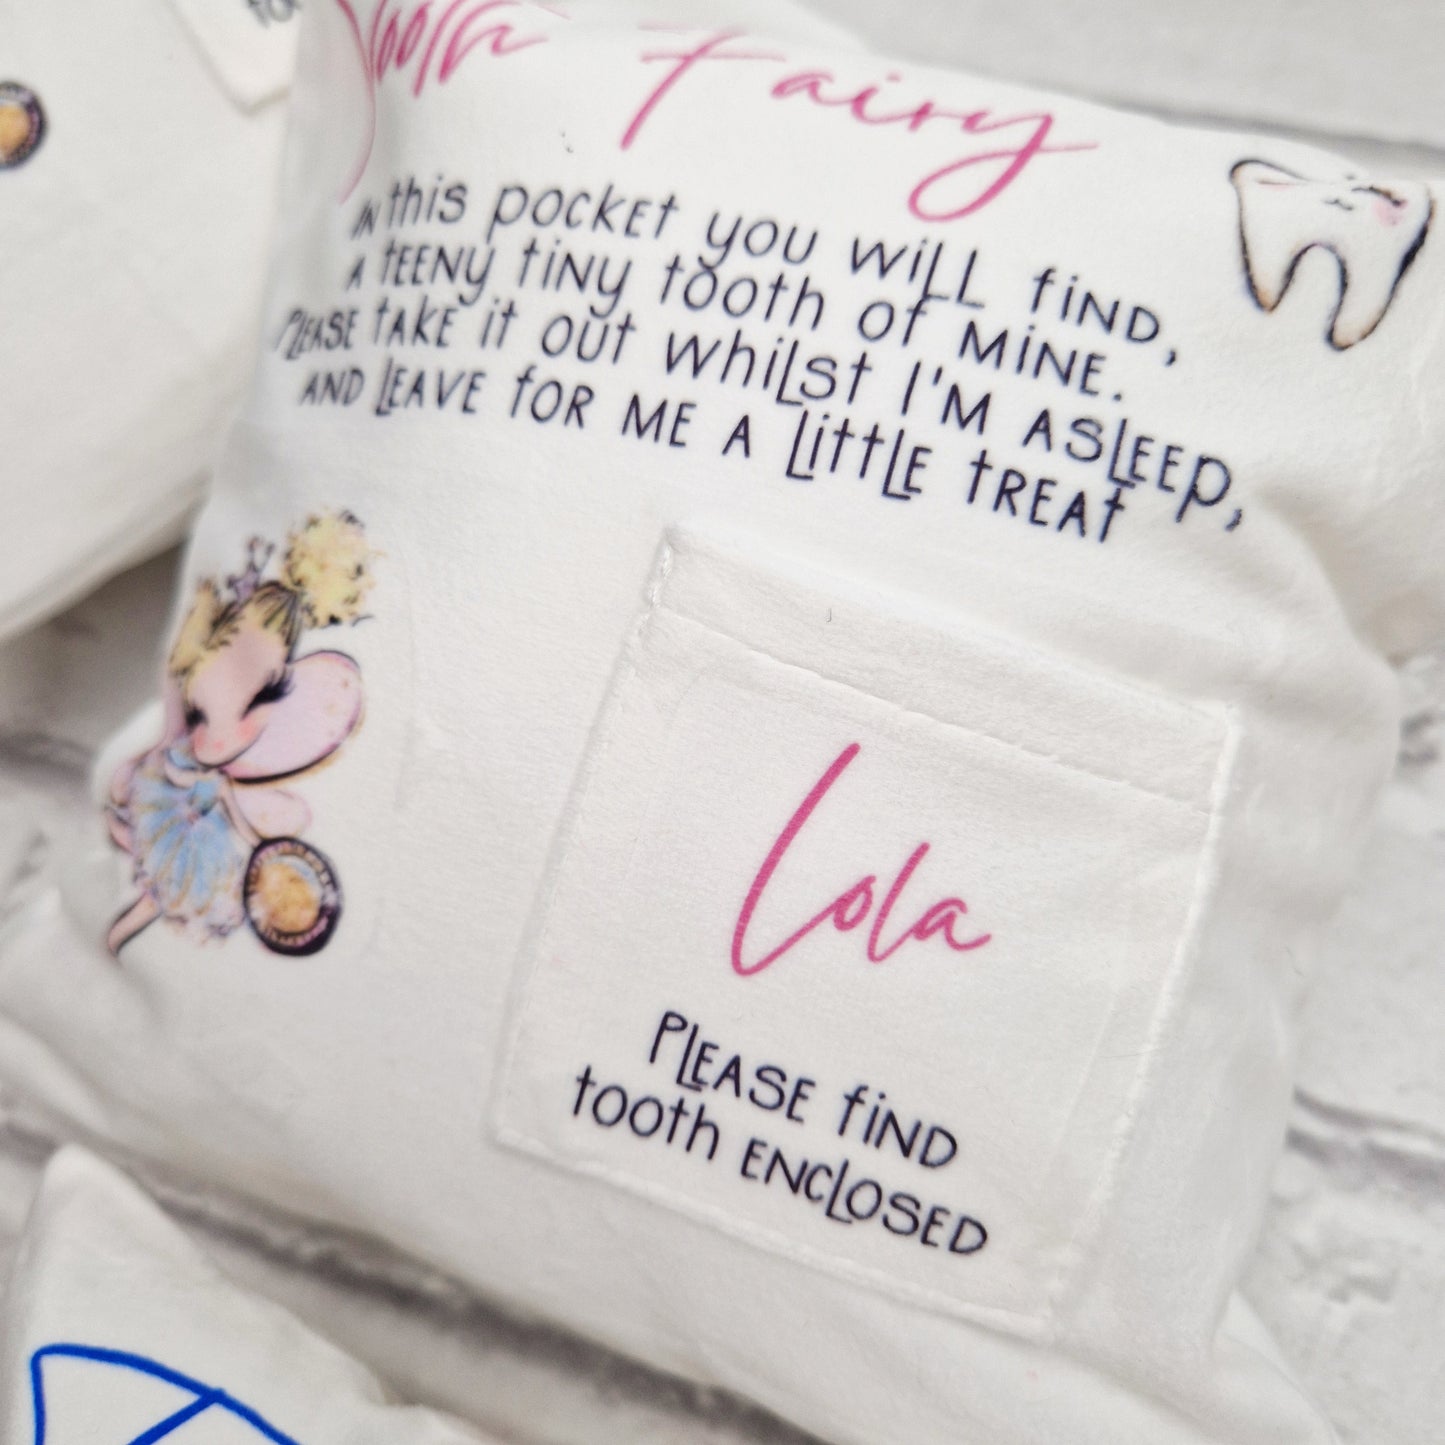 Tooth Fairy
IN this pocket you will find,
A teeny tiny tooth of mine.
Please take it out whilst I'm asleep,
and leave for me a little treat
Lola
Please find
tooth enclosed